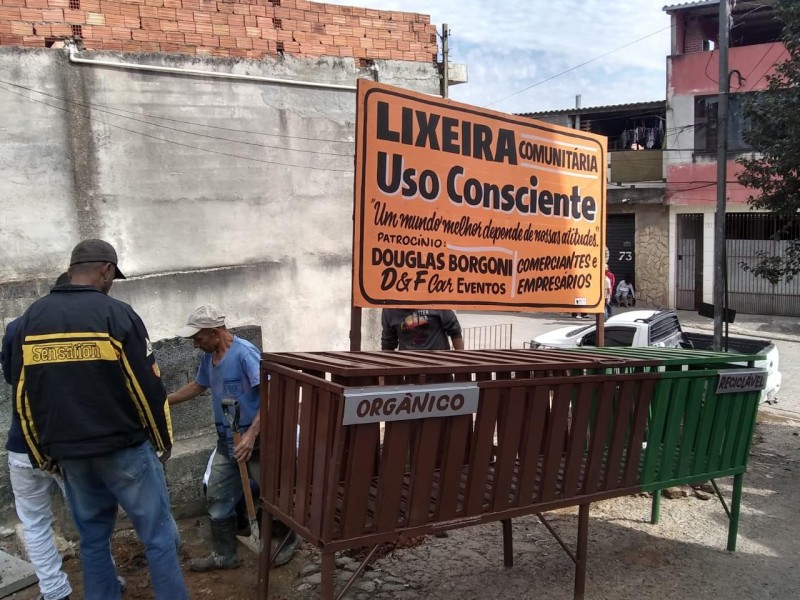 LIXEIRA COMUNITÁRIA
Uso Consciente
"Um mundo melhor depende de nossas atitudes."
PATROCÍNIO:
DOUGLAS BORGONI
D&F Car EVENTOS
COMERCIANTES e
EMPRESÁRIOS
73
Sensation
ORGÂNICO
RECICLÁVEL